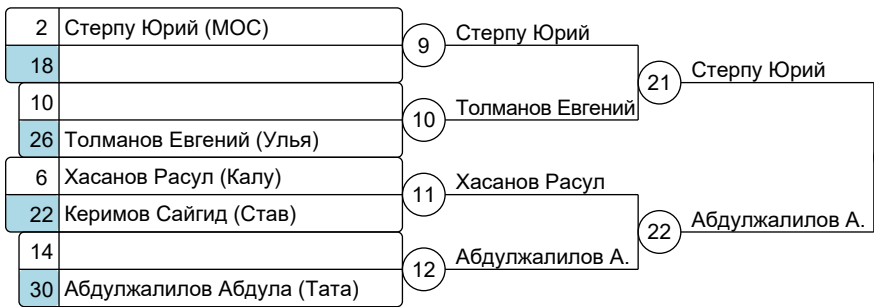 2 Стерпу Юрий (МОС)
18
9 Стерпу Юрий
10
26 Толманов Евгений (Улья)
10 Толманов Евгений
21 Стерпу Юрий
6 Хасанов Расул (Калу)
22 Керимов Сайгид (Став)
11 Хасанов Расул
14
30 Абдулжалилов Абдула (Тата)
12 Абдулжалилов А.
22 Абдулжалилов А.